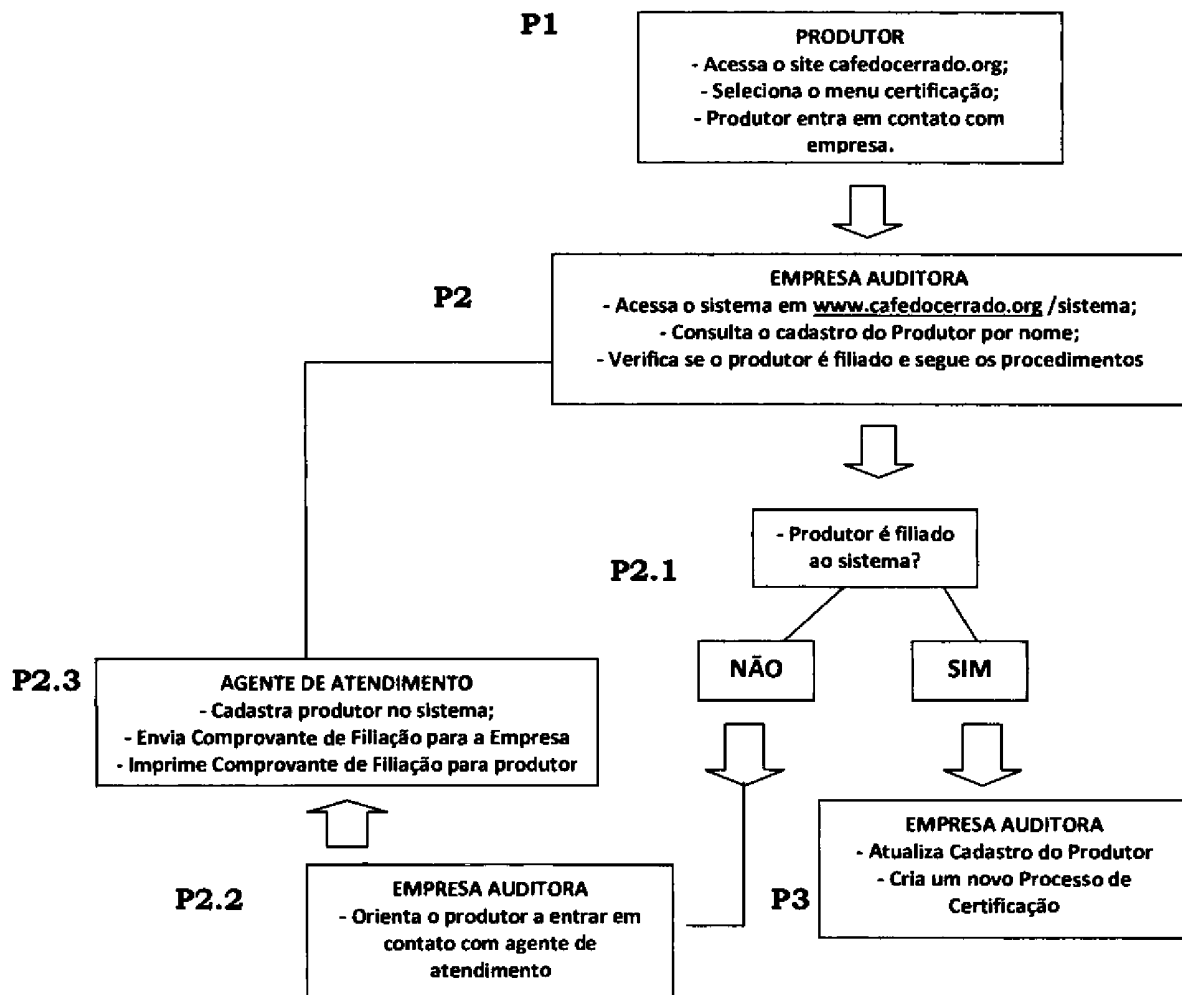 P1
PRODUTOR
- Acessa o site cafedocerrado.org;
- Seleciona o menu certificação;
- Produtor entra em contato com
empresa.
P2
EMPRESA AUDITORA
- Acessa o sistema em www.cafedocerrado.org /sistema;
- Consulta o cadastro do Produtor por nome;
- Verifica se o produtor é filiado e segue os procedimentos
P2.1
- Produtor é filiado
ao sistema?
NÃO
SIM
P2.3
AGENTE DE ATENDIMENTO
- Cadastra produtor no sistema;
- Envia Comprovante de Filiação para a Empresa
- Imprime Comprovante de Filiação para produtor
P2.2
EMPRESA AUDITORA
- Orienta o produtor a entrar em
contato com agente de
atendimento
P3
EMPRESA AUDITORA
- Atualiza Cadastro do Produtor
- Cria um novo Processo de
Certificação